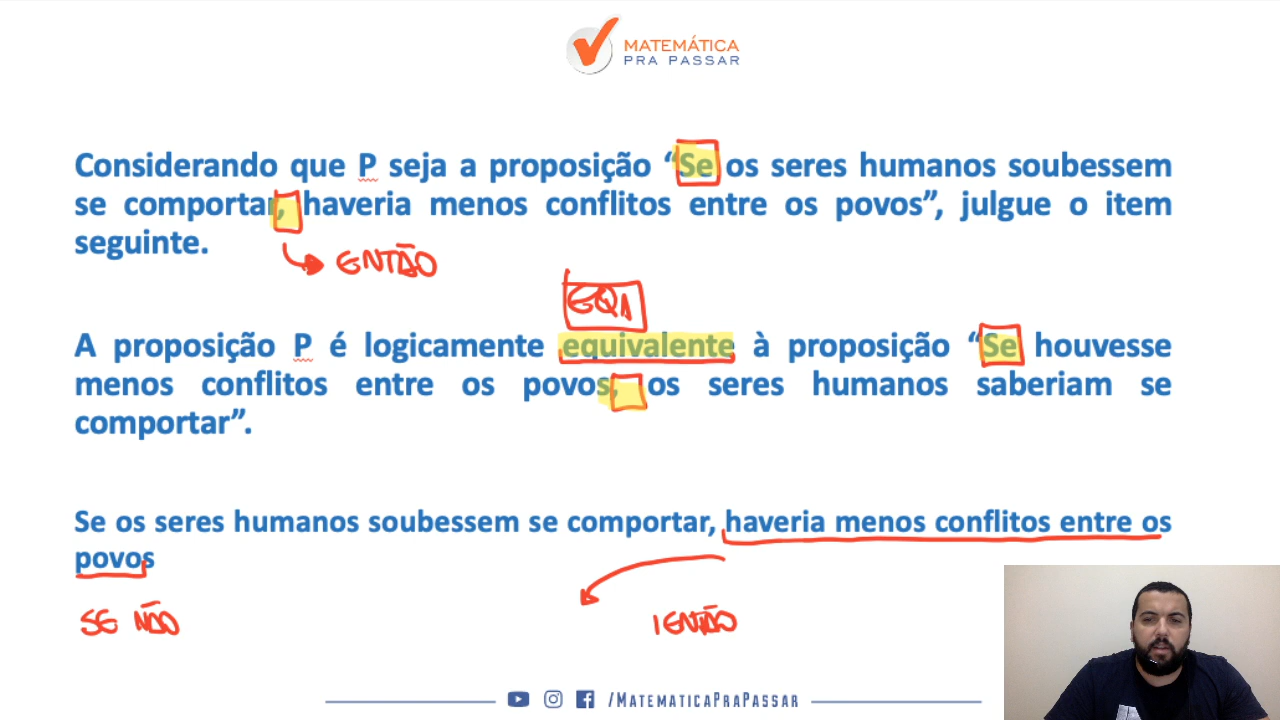 MATEMÁTICA
PRA PASSAR
Considerando que P seja a proposição “Se os seres humanos soubessem
se comportar, haveria menos conflitos entre os povos”, julgue o item
seguinte.
ENTÃO
EQ1
A proposição P é logicamente equivalente à proposição “Se houvesse
menos conflitos entre os povos, os seres humanos saberiam se
comportar”.
Se os seres humanos soubessem se comportar, haveria menos conflitos entre os
povos
SE NÃO
, ENTÃO
/MATEMATICAPRAPASSAR